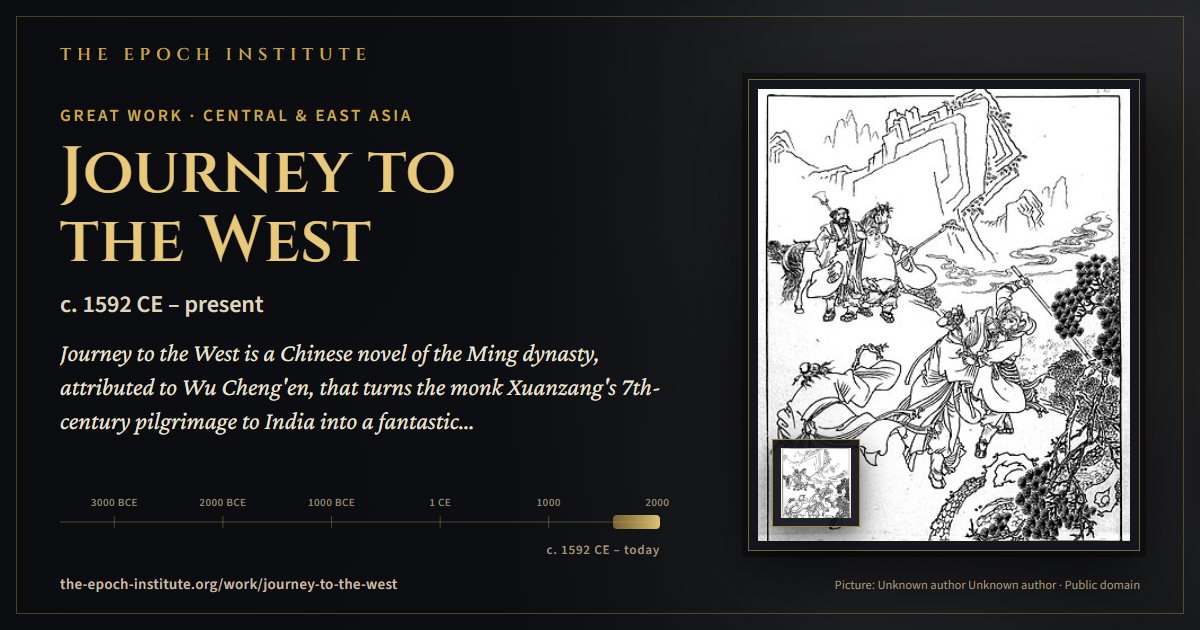 THE EPOCH INSTITUTE
GREAT WORK · CENTRAL & EAST ASIA
JOURNEY TO
THE WEST
c. 1592 CE – present
Journey to the West is a Chinese novel of the Ming dynasty,
attributed to Wu Cheng'en, that turns the monk Xuanzang's 7th-
century pilgrimage to India into a fantastic...
3000 BCE 2000 BCE 1000 BCE 1 CE 1000 2000
c. 1592 CE – today
the-epoch-institute.org/work/journey-to-the-west
Picture: Unknown author Unknown author · Public domain